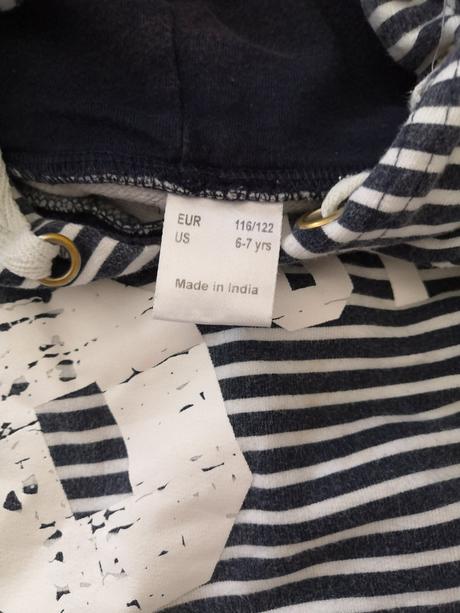 EUR 116/122
US 6-7 yrs
Made in India